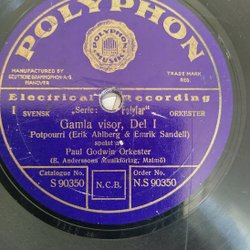 POLYPHON
POLYPHON MUSIK
MANUFACTURED BY
DEUTSCHE GRAMMOPHON-A.G.
HANOVER
TRADE MARK
REG.
Electrical Recording
I SVENSK "Serie: Polyfar" ORKESTER
Gamla visor, Del I
Potpourri (Erik Ahlberg & Emrik Sandell)
spelat av
Paul Godwin Orkester
(E. Anderssons Musikförlag, Malmö)
Catalogue No. N.C.B. Order No.
S 90350 N.S 90350